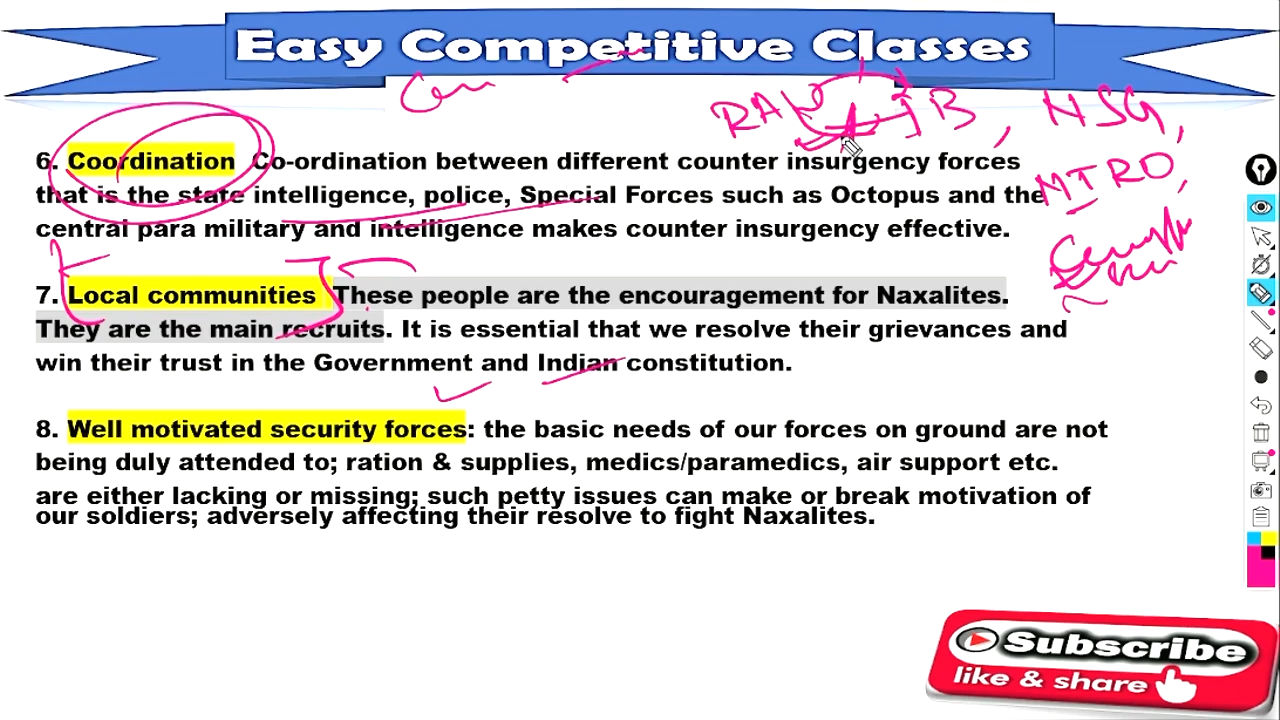 Easy Competitive Classes
RAW IB, NSG,
6. Coordination Co-ordination between different counter insurgency forces
that is the state intelligence, police, Special Forces such as Octopus and the
central para military and intelligence makes counter insurgency effective.
7. Local communities These people are the encouragement for Naxalites.
They are the main recruits. It is essential that we resolve their grievances and
win their trust in the Government and Indian constitution.
8. Well motivated security forces: the basic needs of our forces on ground are not
being duly attended to; ration & supplies, medics/paramedics, air support etc.
are either lacking or missing; such petty issues can make or break motivation of
our soldiers; adversely affecting their resolve to fight Naxalites.
Subscribe
like & share